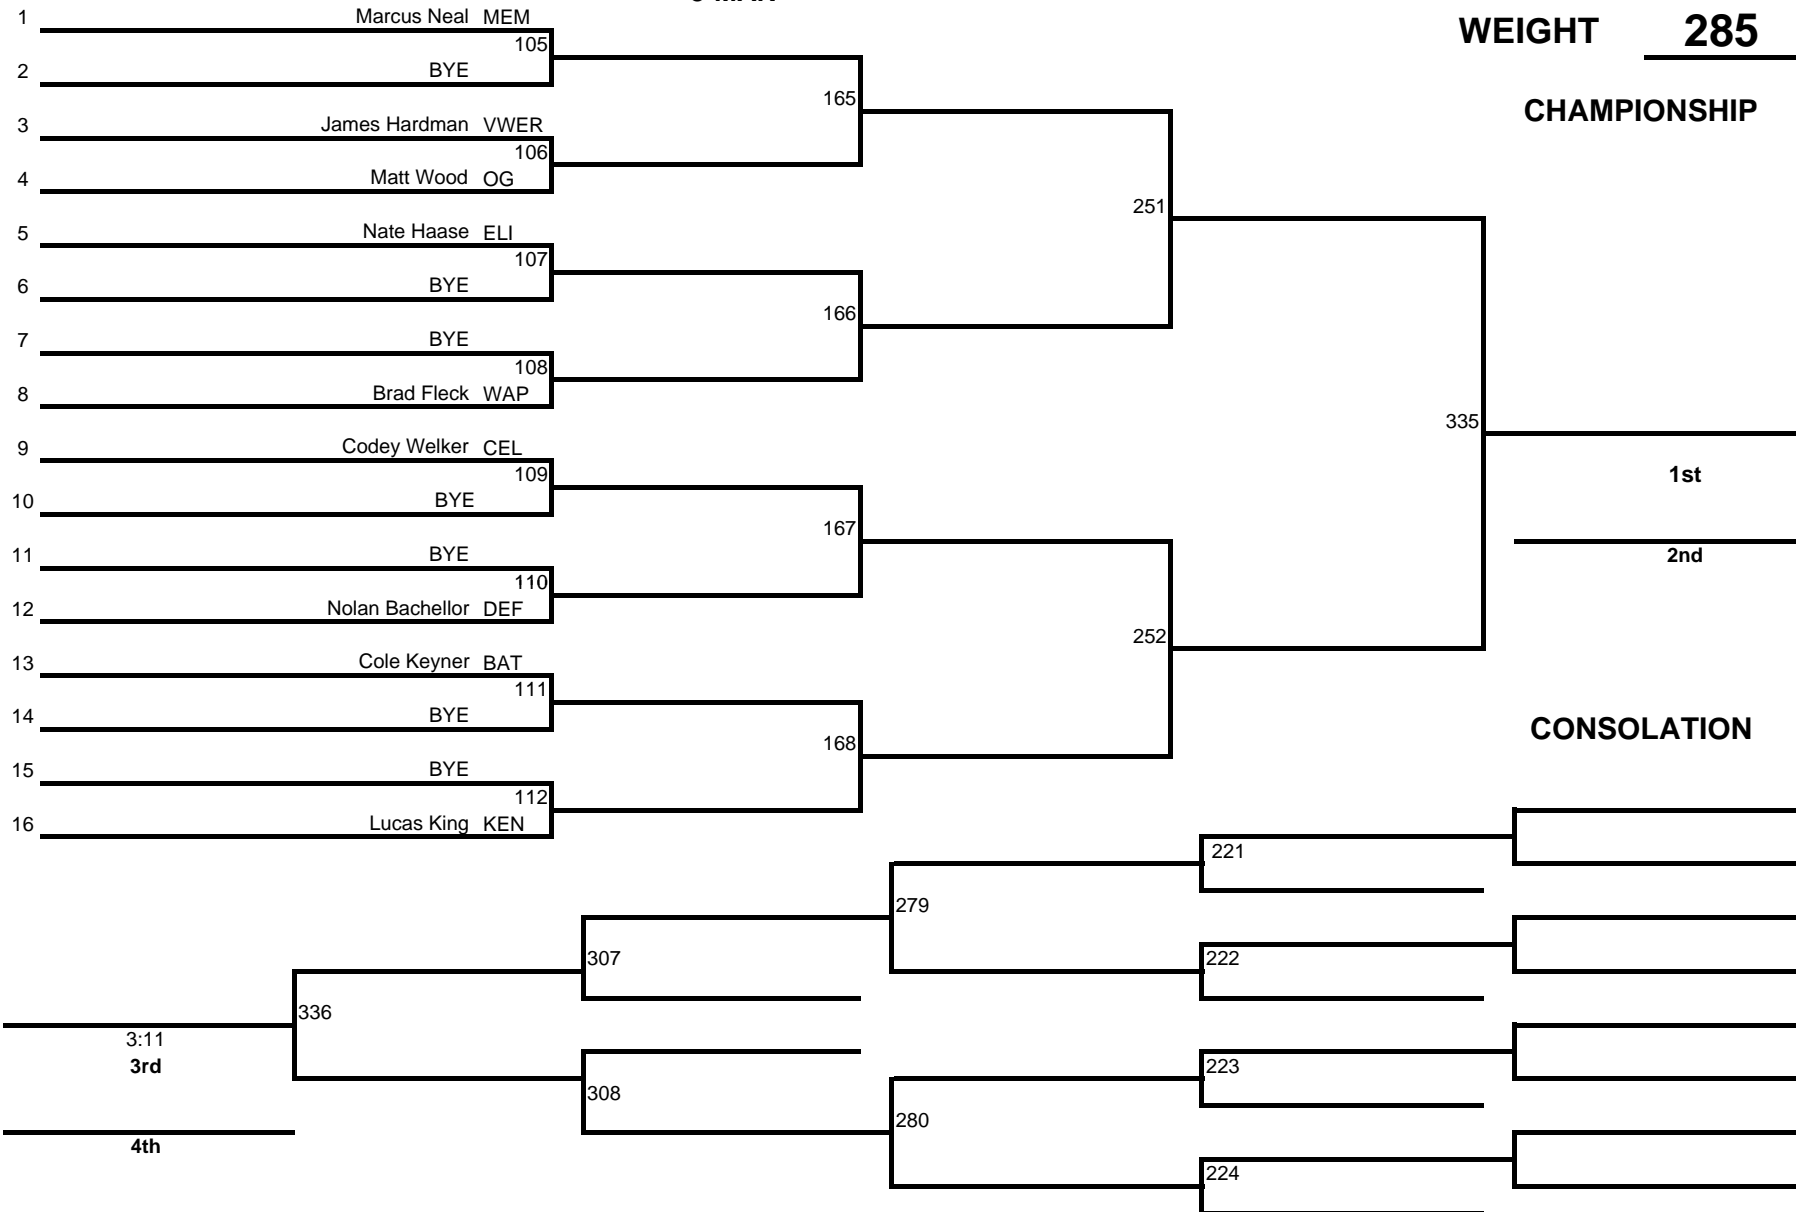 WEIGHT 285
CHAMPIONSHIP
1 Marcus Neal MEM
105
2 BYE
165
3 James Hardman VWER
106
4 Matt Wood OG
251
5 Nate Haase ELI
107
6 BYE
166
7 BYE
108
8 Brad Fleck WAP
335
9 Codey Welker CEL
109
1st
10 BYE
167
11 BYE
2nd
110
12 Nolan Bachellor DEF
252
13 Cole Keyner BAT
111
14 BYE
CONSOLATION
168
15 BYE
112
16 Lucas King KEN
221
279
307
222
336
3:11
3rd
223
308
280
4th
224